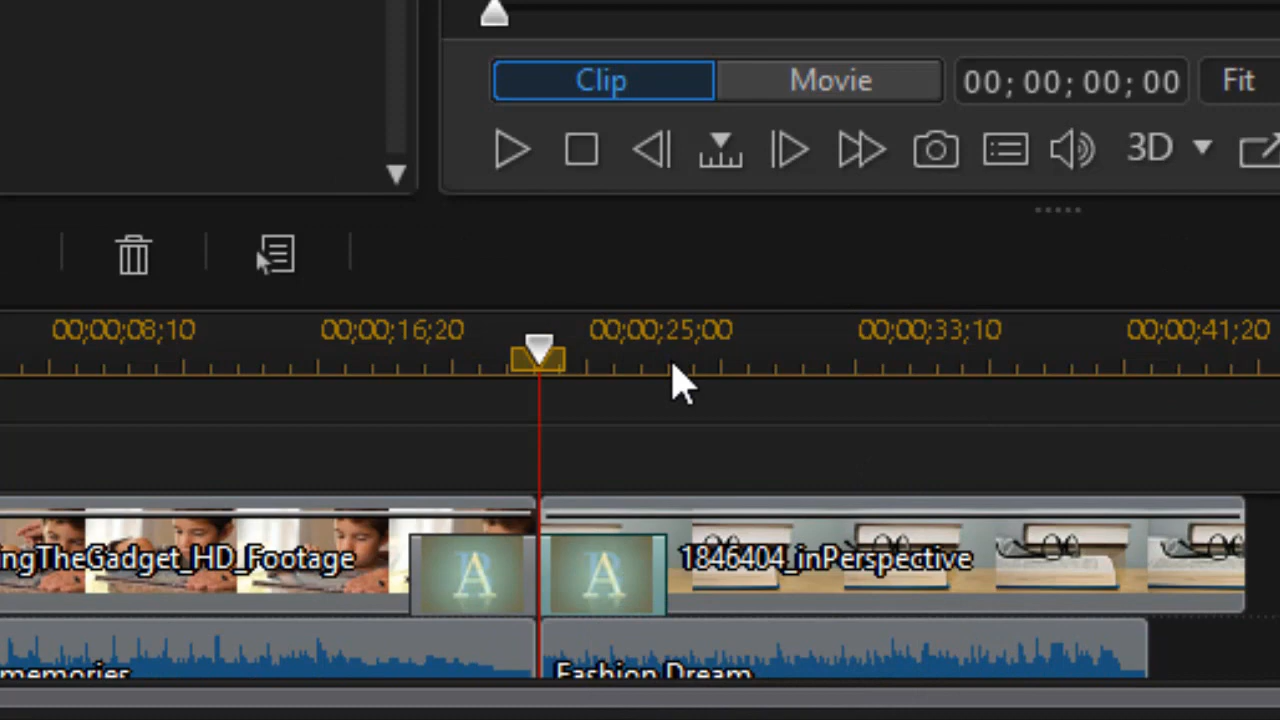 Clip Movie 00; 00; 00; 00 Fit
3D
00;00;08;10 00;00;16;20 00;00;25;00 00;00;33;10 00;00;41;20
ingTheGadget_HD_Footage A A 1846404_inPerspective
memories Fashion Dream